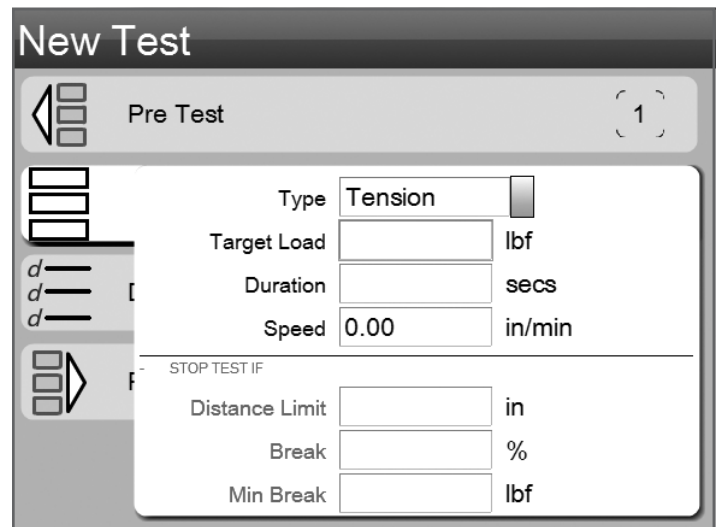 New Test
Pre Test 1
Type Tension
Target Load lbf
d
Duration secs
d
d
Speed 0.00 in/min
STOP TEST IF
Distance Limit in
Break %
Min Break lbf